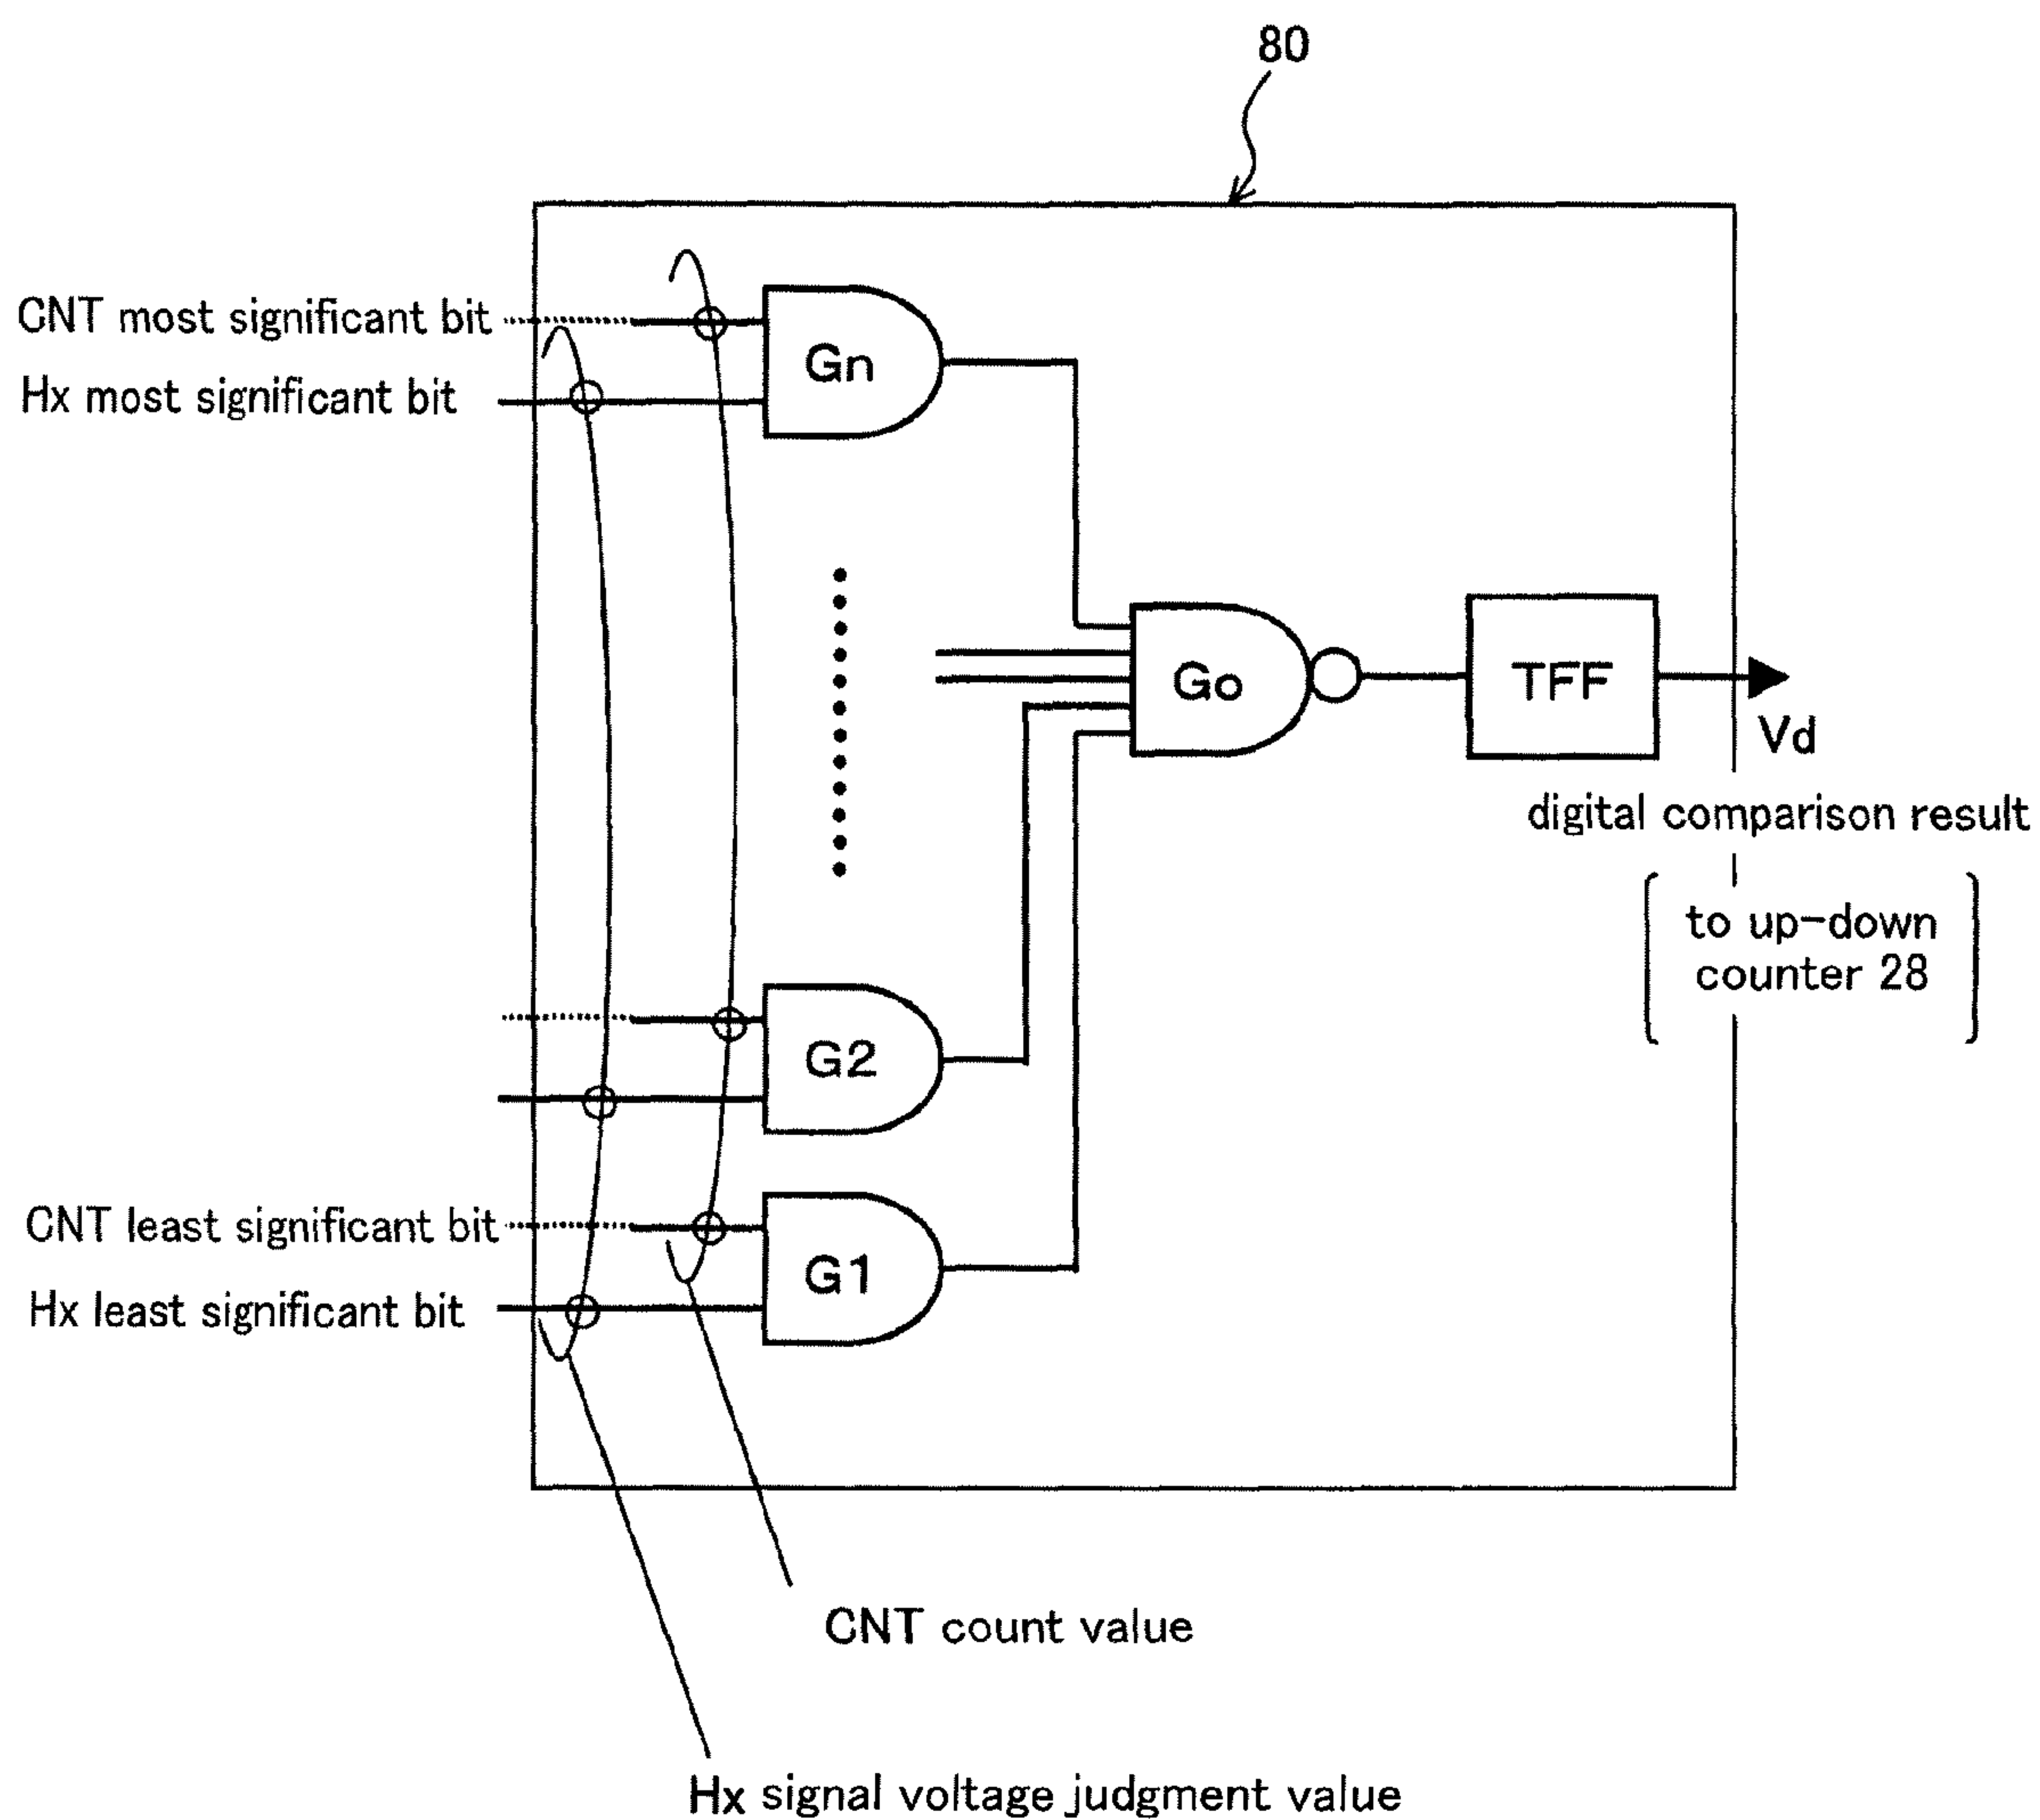 80
CNT most significant bit
Hx most significant bit
Gn
Go
TFF
Vd
digital comparison result
to up-down
counter 28
G2
CNT least significant bit
G1
Hx least significant bit
CNT count value
Hx signal voltage judgment value